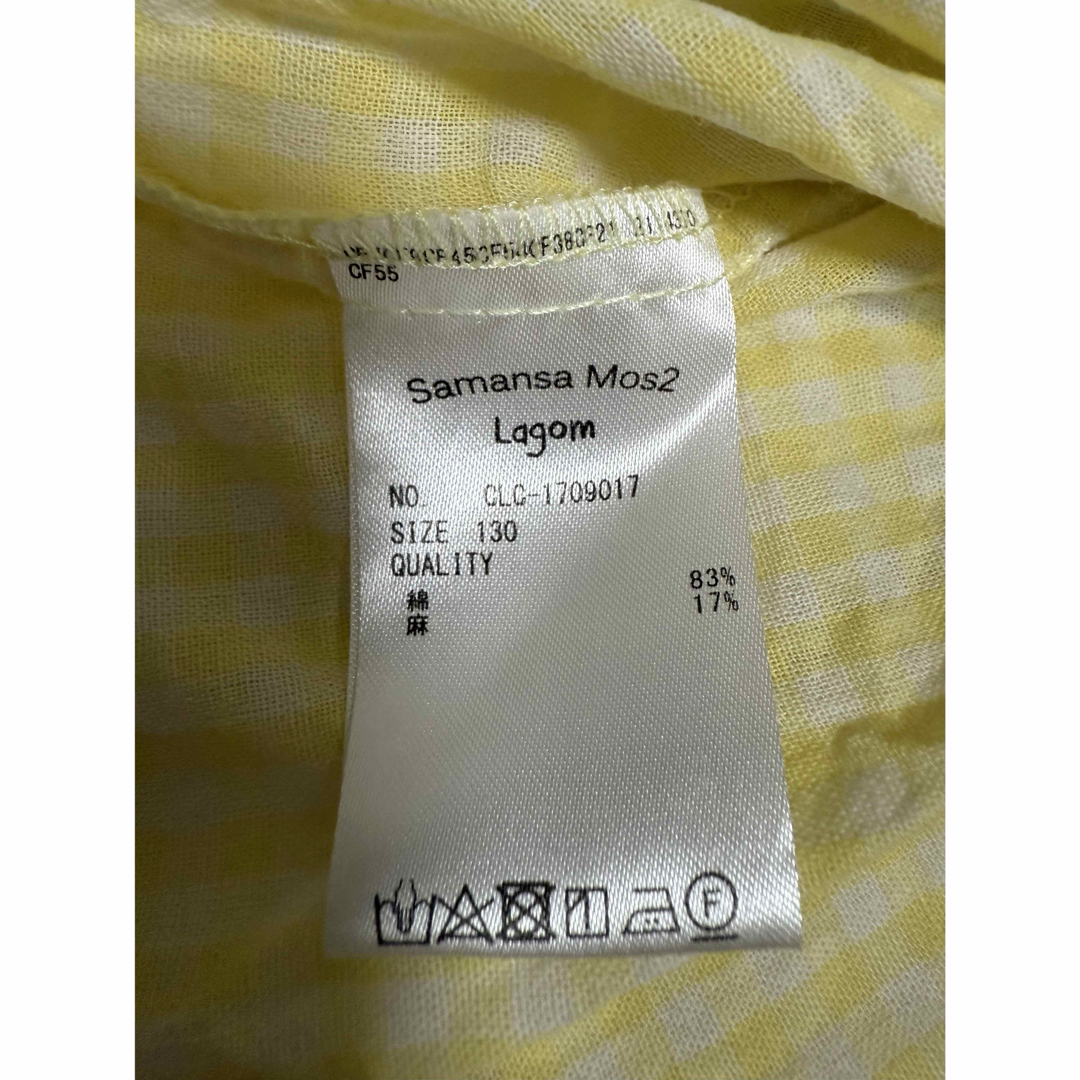 CF55
Samansa Mos2
Lagom
NO. CLC-1709017
SIZE 130
QUALITY
綿 83%
麻 17%
F